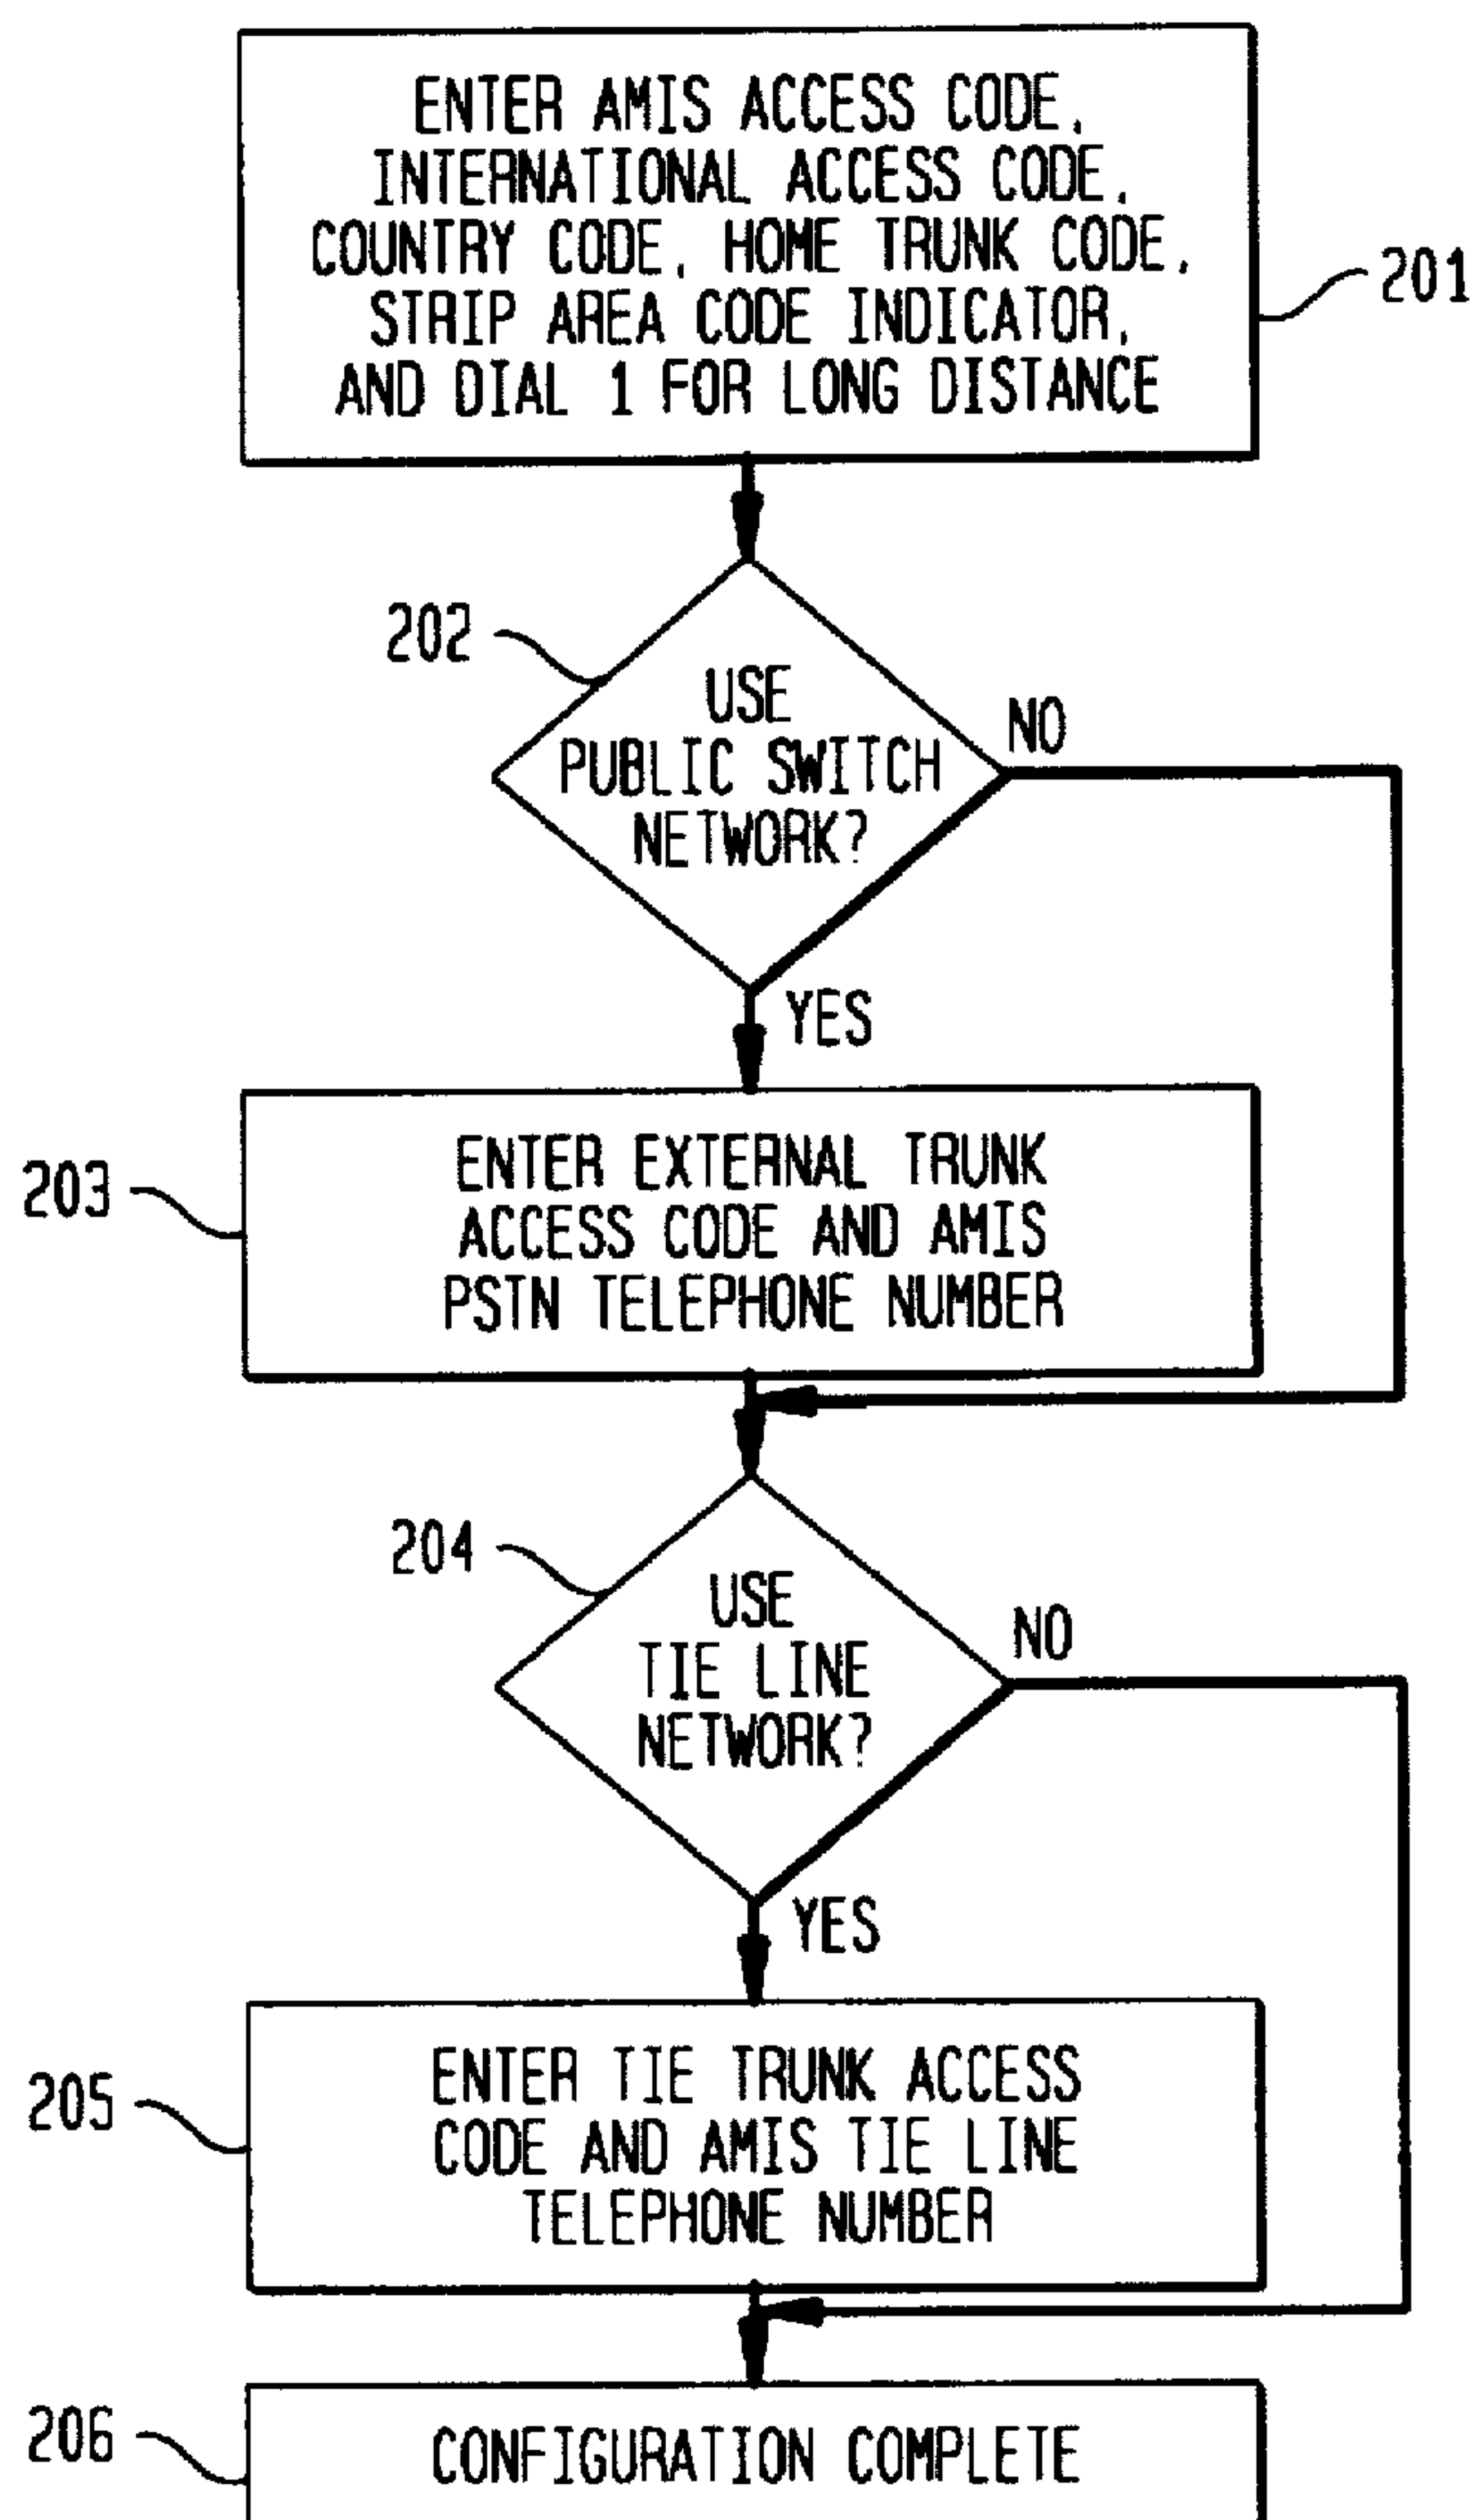 ENTER AMIS ACCESS CODE,
INTERNATIONAL ACCESS CODE,
COUNTRY CODE, HOME TRUNK CODE,
STRIP AREA CODE INDICATOR,
AND DIAL 1 FOR LONG DISTANCE
201
202
USE
PUBLIC SWITCH
NETWORK?
NO
YES
203
ENTER EXTERNAL TRUNK
ACCESS CODE AND AMIS
PSTN TELEPHONE NUMBER
204
USE
TIE LINE
NETWORK?
NO
YES
205
ENTER TIE TRUNK ACCESS
CODE AND AMIS TIE LINE
TELEPHONE NUMBER
206
CONFIGURATION COMPLETE